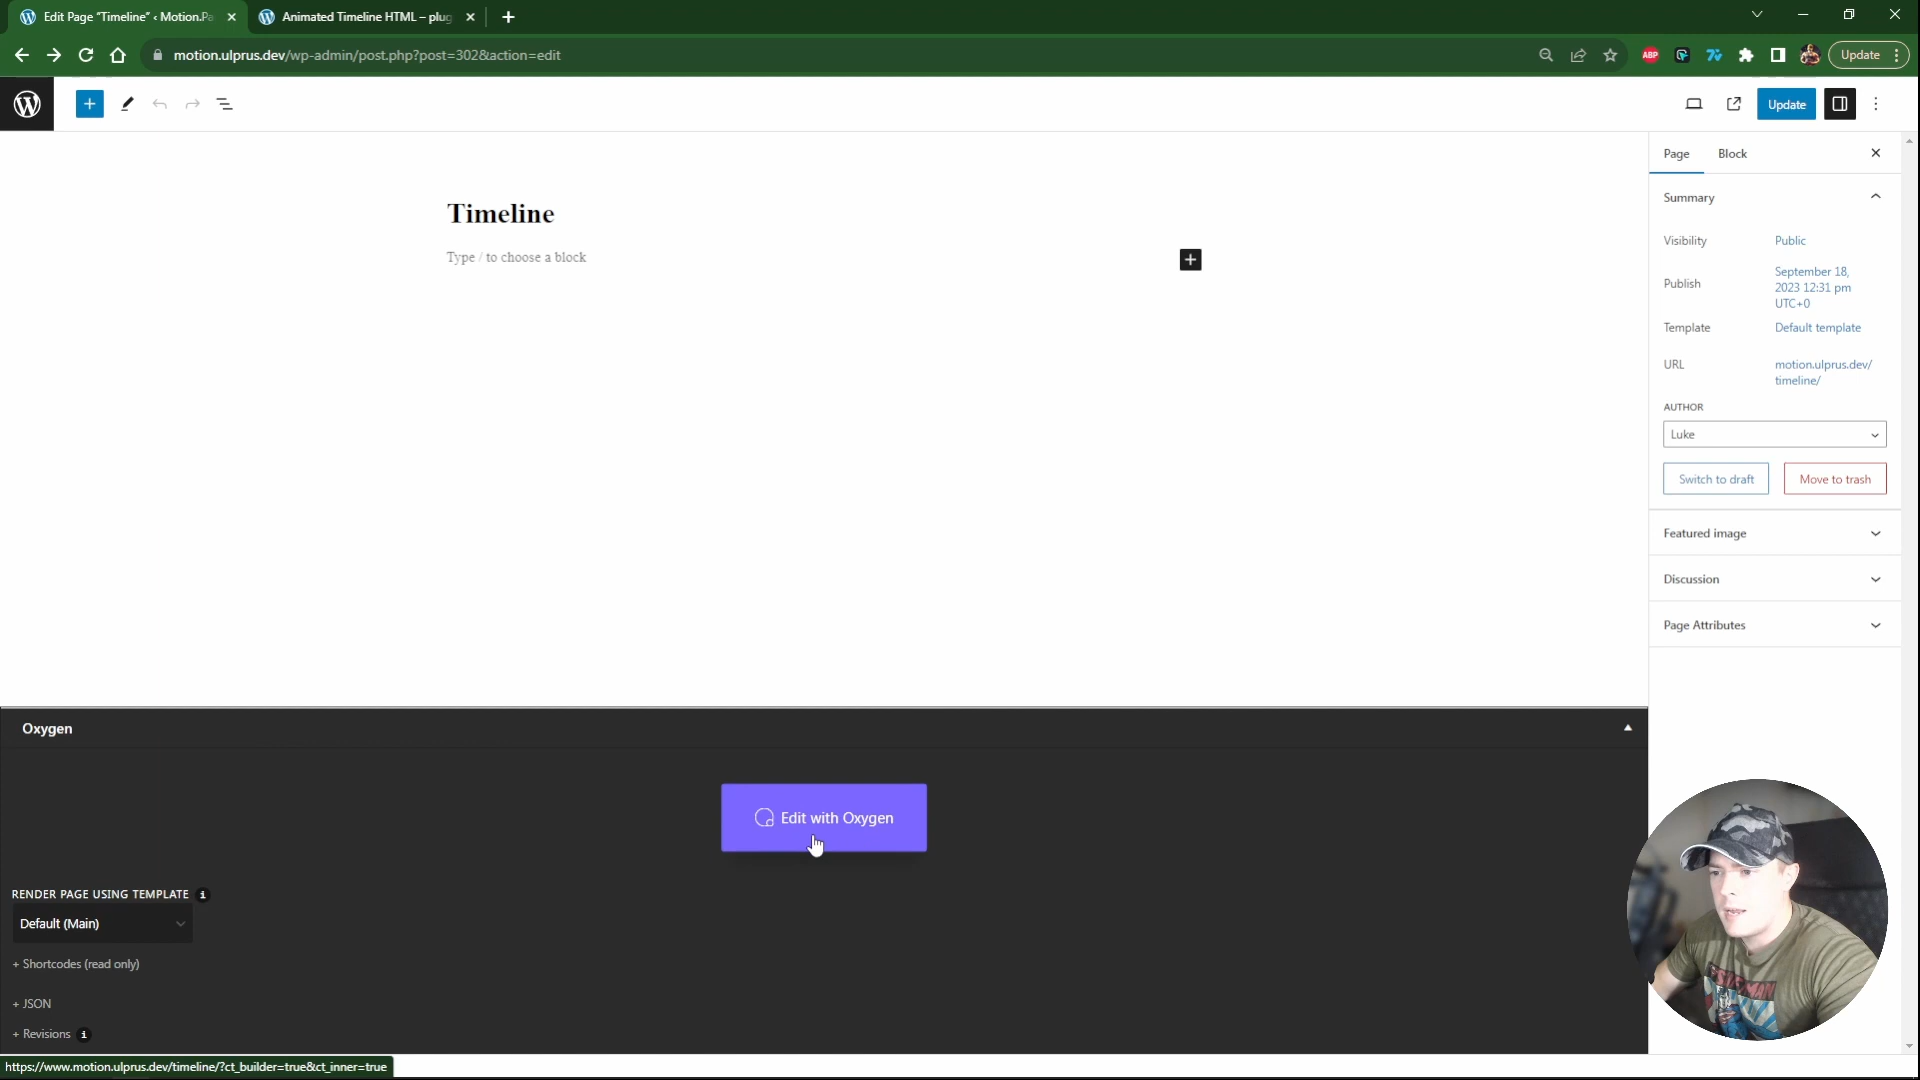 Edit Page “Timeline” ‹ Motion.Pa
Animated Timeline HTML – plug
motion.ulprus.dev/wp-admin/post.php?post=302&action=edit
ABP
Update
Update
Page
Block
Timeline
Type / to choose a block
Summary
Visibility
Public
Publish
September 18,
2023 12:31 pm
UTC+0
Template
Default template
URL
motion.ulprus.dev/
timeline/
AUTHOR
Luke
Switch to draft
Move to trash
Featured image
Discussion
Page Attributes
Oxygen
Edit with Oxygen
RENDER PAGE USING TEMPLATE i
Default (Main)
+ Shortcodes (read only)
+ JSON
+ Revisions i
https://www.motion.ulprus.dev/timeline/?ct_builder=true&ct_inner=true